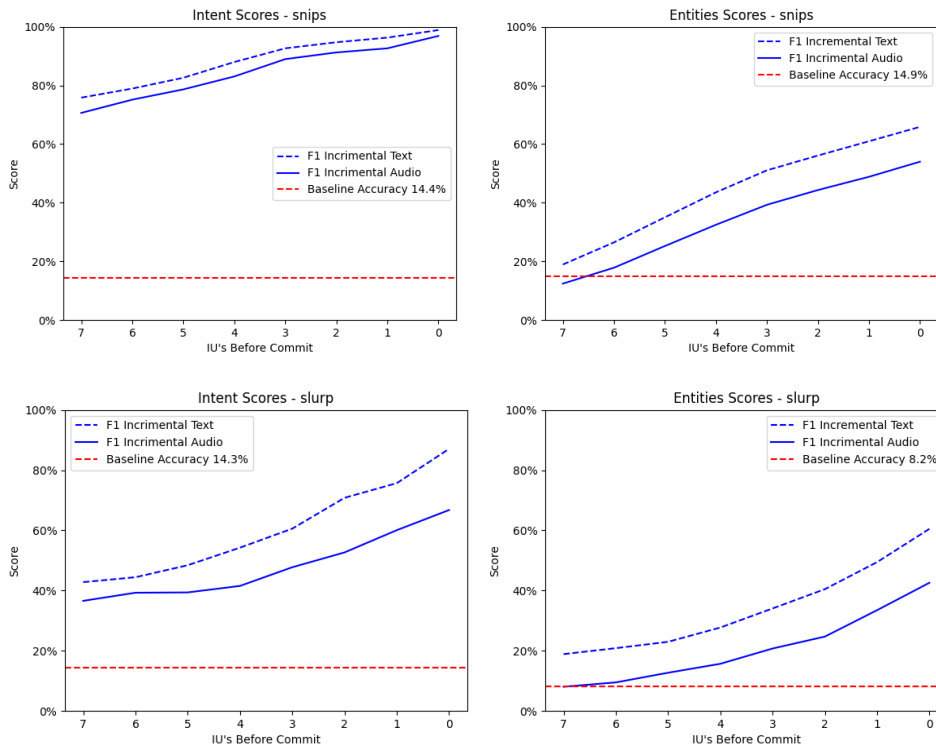 Intent Scores - snips
100%
80%
60%
40%
20%
0%
Score
F1 Incrimental Text
F1 Incrimental Audio
Baseline Accuracy 14.4%
7 6 5 4 3 2 1 0
IU's Before Commit
Entities Scores - snips
100%
80%
60%
40%
20%
0%
Score
F1 Incremental Text
F1 Incrimental Audio
Baseline Accuracy 14.9%
7 6 5 4 3 2 1 0
IU's Before Commit
Intent Scores - slurp
100%
80%
60%
40%
20%
0%
Score
F1 Incrimental Text
F1 Incrimental Audio
Baseline Accuracy 14.3%
7 6 5 4 3 2 1 0
IU's Before Commit
Entities Scores - slurp
100%
80%
60%
40%
20%
0%
Score
F1 Incrimental Text
F1 Incrimental Audio
Baseline Accuracy 8.2%
7 6 5 4 3 2 1 0
IU's Before Commit